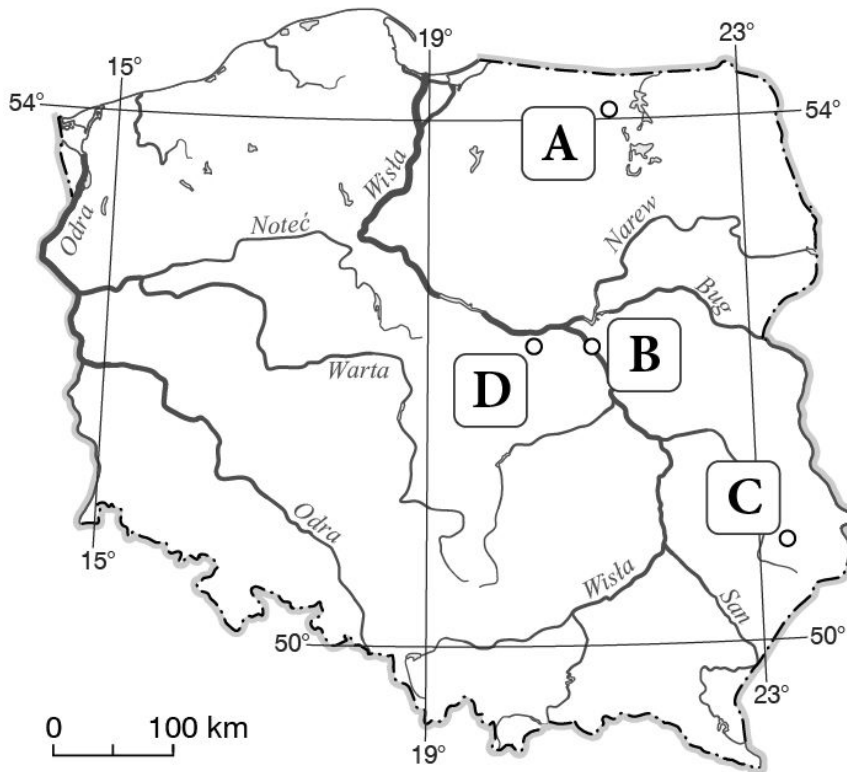 19°
23°
15°
54°
54°
A
Wisła
Odra
Noteć
Narew
Bug
B
D
Warta
C
Odra
15°
Wisła
San
50°
50°
23°
0 100 km
19°